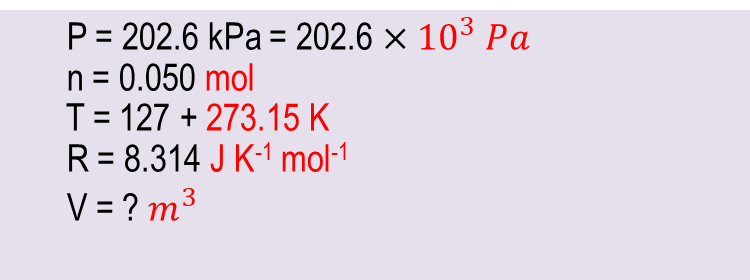 P = 202.6 kPa = 202.6 × 10³ Pa
n = 0.050 mol
T = 127 + 273.15 K
R = 8.314 J K⁻¹ mol⁻¹
V = ? m³